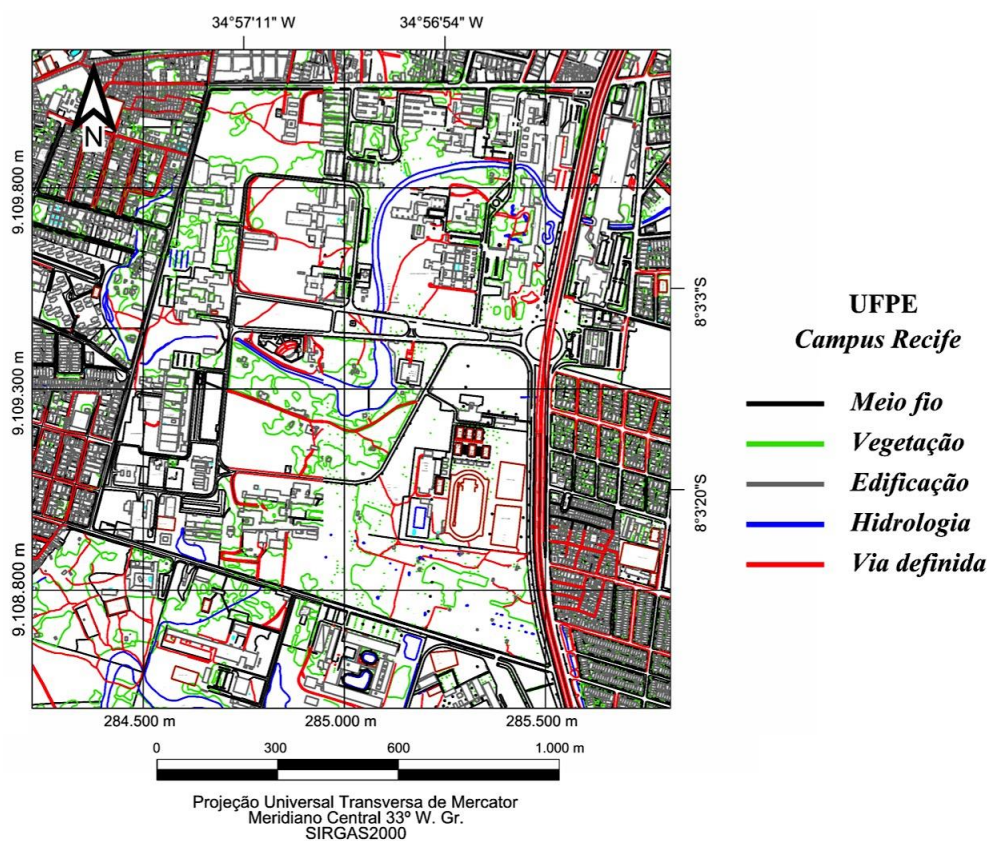 34°57'11" W
34°56'54" W
N
9.109.800 m
9.109.300 m
9.108.800 m
8°3'3"S
8°3'20"S
284.500 m
285.000 m
285.500 m
UFPE
Campus Recife
Meio fio
Vegetação
Edificação
Hidrologia
Via definida
0
300
600
1.000 m
Projeção Universal Transversa de Mercator
Meridiano Central 33º W. Gr.
SIRGAS2000